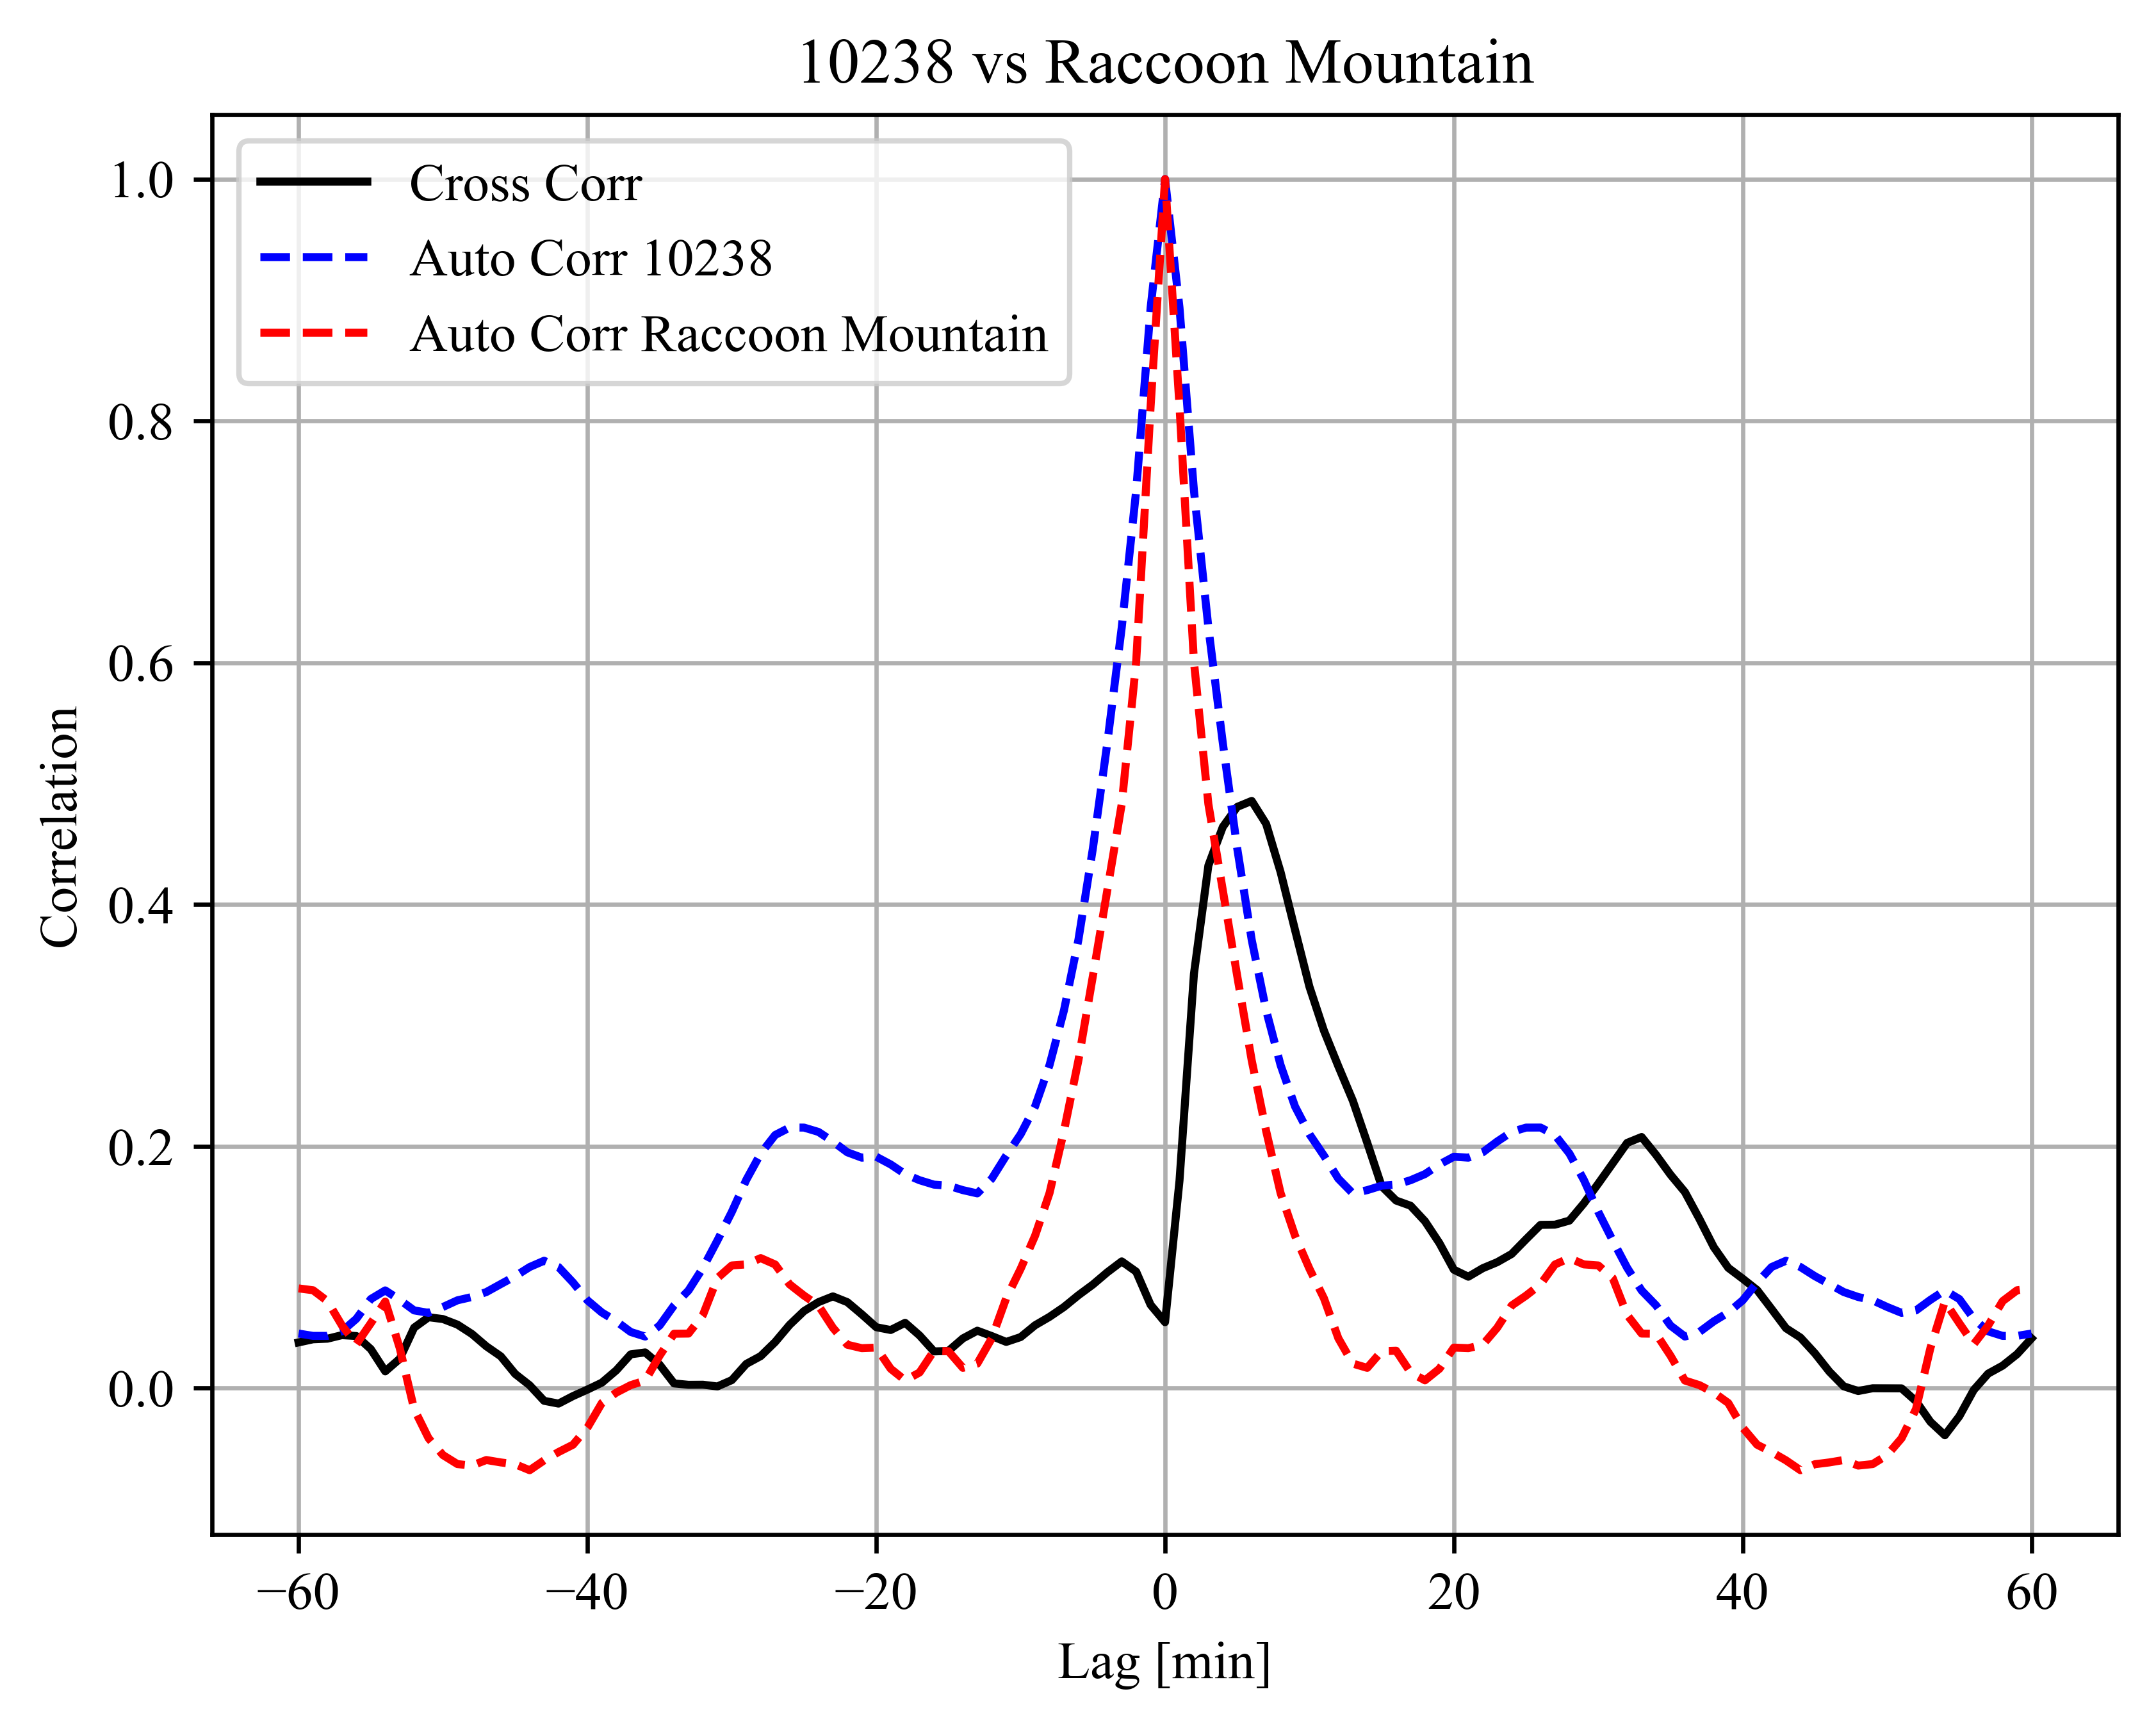 10238 vs Raccoon Mountain
Cross Corr
Auto Corr 10238
Auto Corr Raccoon Mountain
1.0
0.8
0.6
0.4
0.2
0.0
Correlation
−60 −40 −20 0 20 40 60
Lag [min]